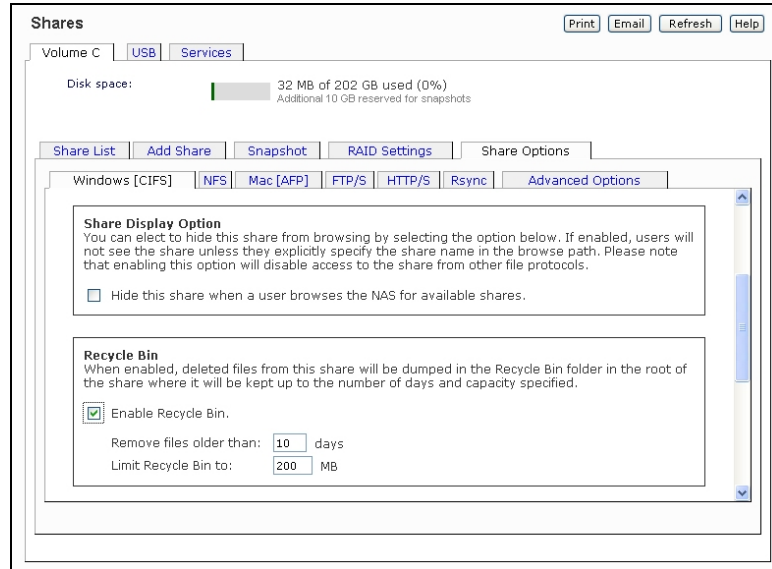 Shares
Print Email Refresh Help
Volume C USB Services
Disk space:
32 MB of 202 GB used (0%)
Additional 10 GB reserved for snapshots
Share List Add Share Snapshot RAID Settings Share Options
Windows [CIFS] NFS Mac [AFP] FTP/S HTTP/S Rsync Advanced Options
Share Display Option
You can elect to hide this share from browsing by selecting the option below. If enabled, users will
not see the share unless they explicitly specify the share name in the browse path. Please note
that enabling this option will disable access to the share from other file protocols.
Hide this share when a user browses the NAS for available shares.
Recycle Bin
When enabled, deleted files from this share will be dumped in the Recycle Bin folder in the root of
the share where it will be kept up to the number of days and capacity specified.
Enable Recycle Bin.
Remove files older than: 10 days
Limit Recycle Bin to: 200 MB